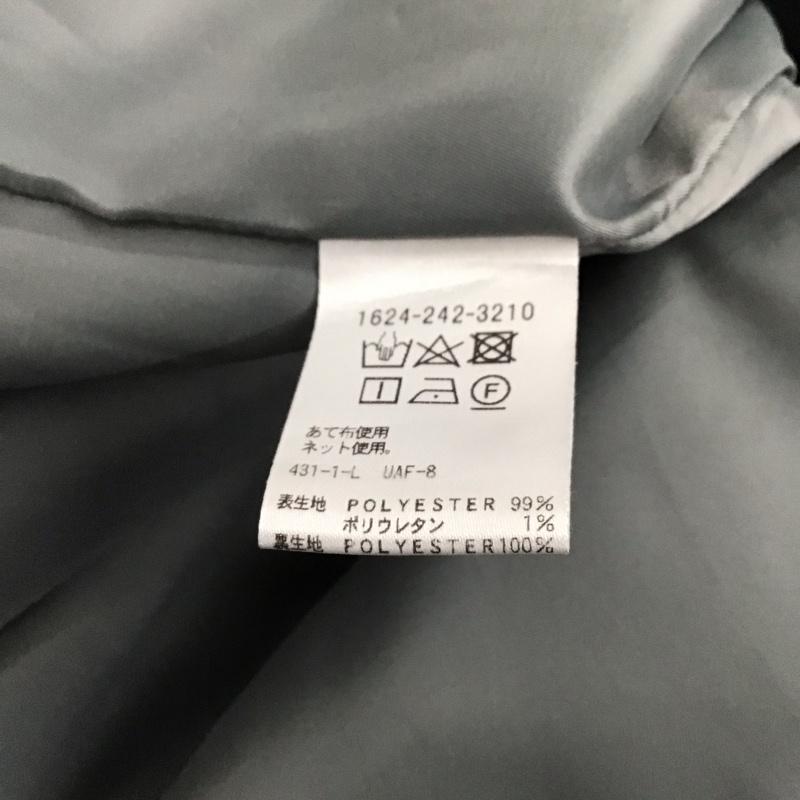 1624-242-3210
F
あて布使用
ネット使用。
431-1-L UAF-8
表生地 POLYESTER 99%
ポリウレタン 1%
裏生地 POLYESTER100%